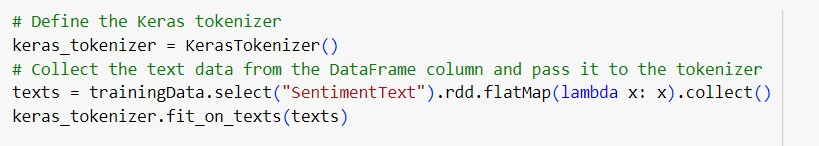 # Define the Keras tokenizer
keras_tokenizer = KerasTokenizer()
# Collect the text data from the DataFrame column and pass it to the tokenizer
texts = trainingData.select("SentimentText").rdd.flatMap(lambda x: x).collect()
keras_tokenizer.fit_on_texts(texts)